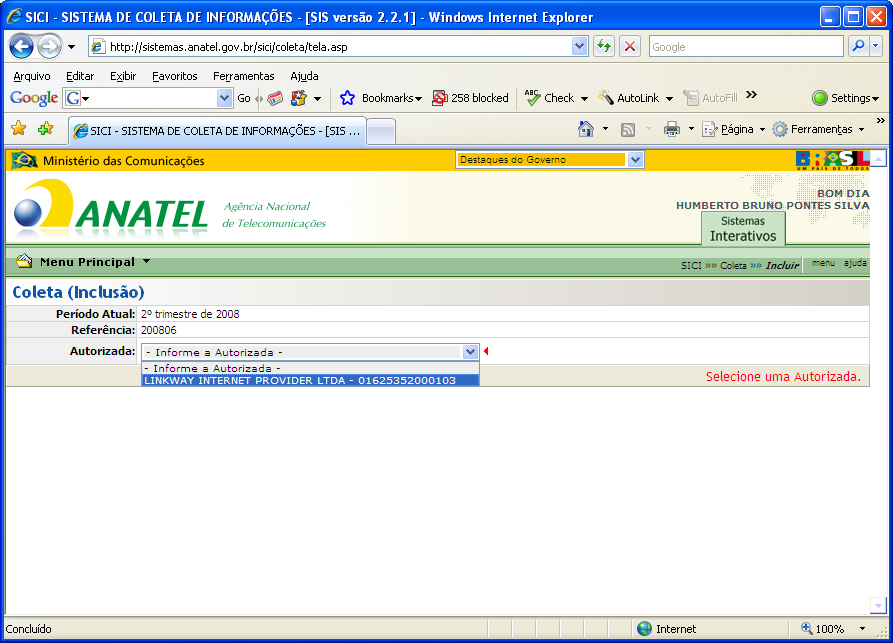 SICI - SISTEMA DE COLETA DE INFORMAÇÕES - [SIS versão 2.2.1] - Windows Internet Explorer
http://sistemas.anatel.gov.br/sici/coleta/tela.asp
Google
Arquivo Editar Exibir Favoritos Ferramentas Ajuda
Google G Go Bookmarks 258 blocked ABC Check AutoLink AutoFill Settings
SICI - SISTEMA DE COLETA DE INFORMAÇÕES - [SIS ... Página Ferramentas
Ministério das Comunicações Destaques do Governo BRASIL
UM PAÍS DE TODOS
BOM DIA
HUMBERTO BRUNO PONTES SILVA
ANATEL
Agência Nacional
de Telecomunicações
Sistemas
Interativos
Menu Principal SICI »» Coleta »» Incluir menu ajuda
Coleta (Inclusão)
Período Atual: 2º trimestre de 2008
Referência: 200806
Autorizada: - Informe a Autorizada -
- Informe a Autorizada -
LINKWAY INTERNET PROVIDER LTDA - 01625352000103
Selecione uma Autorizada.
Concluído Internet 100%